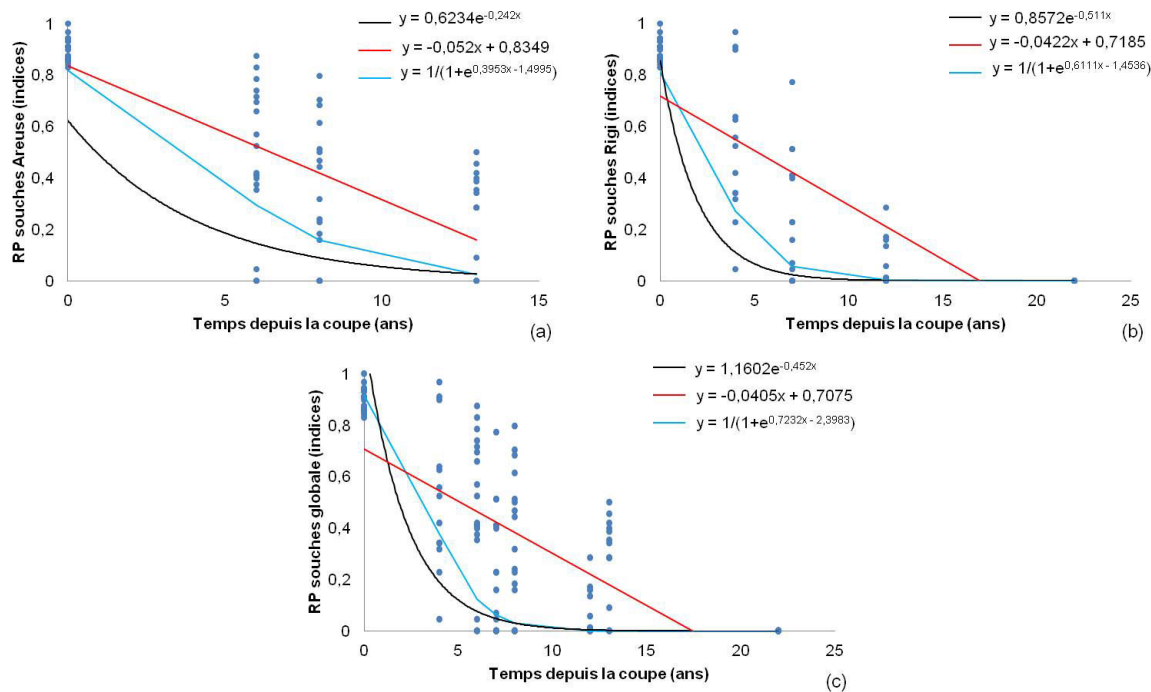 RP souches Areuse (indices)
1
0,8
0,6
0,4
0,2
0
0 5 10 15
Temps depuis la coupe (ans)
y = 0,6234e-0,242x
y = -0,052x + 0,8349
y = 1/(1+e0,3953x -1,4995)
(a)
RP souches Rigi (indices)
1
0,8
0,6
0,4
0,2
0
0 5 10 15 20 25
Temps depuis la coupe (ans)
y = 0,8572e-0,511x
y = -0,0422x + 0,7185
y = 1/(1+e0,6111x - 1,4536)
(b)
RP souches globale (indices)
1
0,8
0,6
0,4
0,2
0
0 5 10 15 20 25
Temps depuis la coupe (ans)
y = 1,1602e-0,452x
y = -0,0405x + 0,7075
y = 1/(1+e0,7232x - 2,3983)
(c)